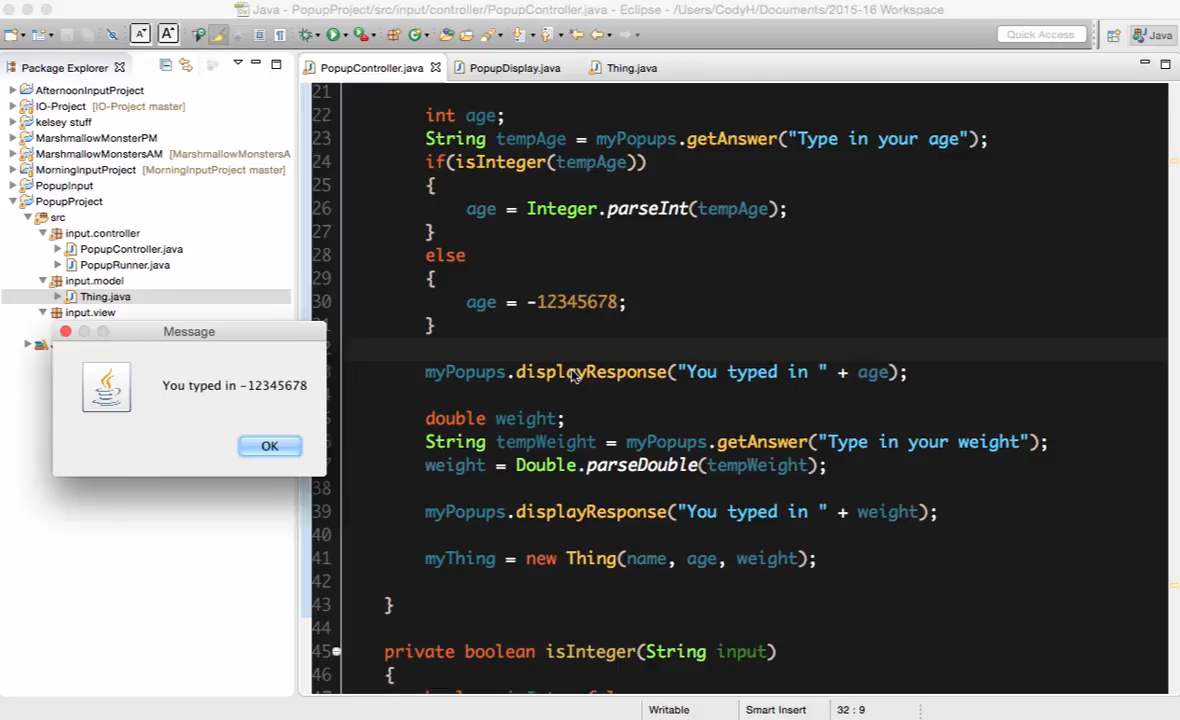 Java - PopupProject/src/input/controller/PopupController.java - Eclipse - /Users/CodyH/Documents/2015-16 Workspace
Quick Access
Java
Package Explorer
PopupController.java
PopupDisplay.java
Thing.java
AfternoonInputProject
IO-Project [IO-Project master]
kelsey stuff
MarshmallowMonsterPM
MarshmallowMonstersAM [MarshmallowMonstersA
MorningInputProject [MorningInputProject master]
PopupInput
PopupProject
src
input.controller
PopupController.java
PopupRunner.java
input.model
Thing.java
input.view
Message
You typed in -12345678
OK
21
22 int age;
23 String tempAge = myPopups.getAnswer("Type in your age");
24 if(isInteger(tempAge))
25 {
26 age = Integer.parseInt(tempAge);
27 }
28 else
29 {
30 age = -12345678;
}
myPopups.displayResponse("You typed in " + age);
double weight;
String tempWeight = myPopups.getAnswer("Type in your weight");
weight = Double.parseDouble(tempWeight);
38
39 myPopups.displayResponse("You typed in " + weight);
40
41 myThing = new Thing(name, age, weight);
42
43 }
44
45 private boolean isInteger(String input)
46 {
Writable
Smart Insert
32 : 9